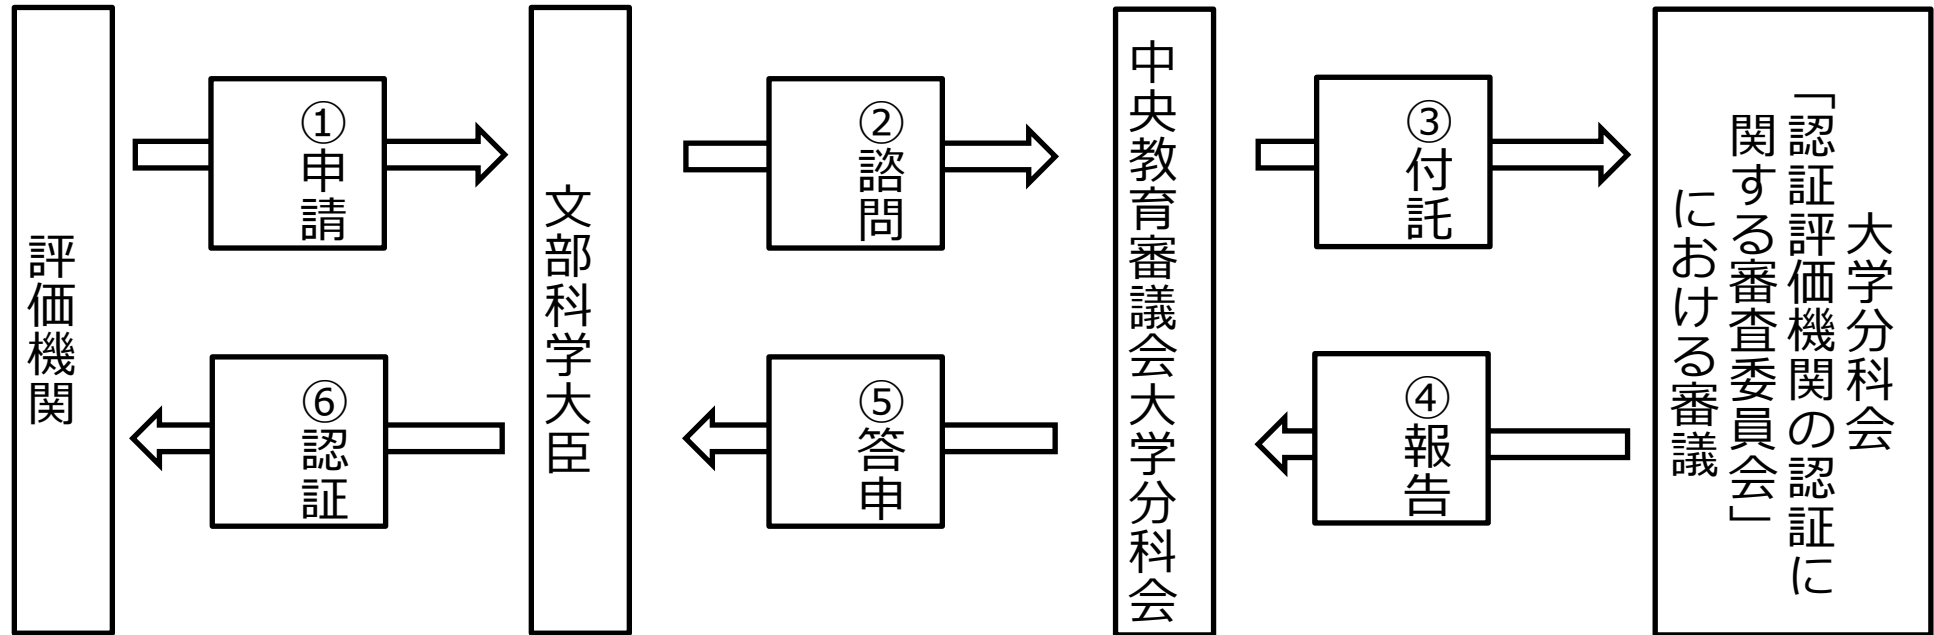 評価機関
①申請
⑥認証
文部科学大臣
②諮問
⑤答申
中央教育審議会大学分科会
③付託
④報告
大学分科会
「認証評価機関の認証に
関する審査委員会」
における審議